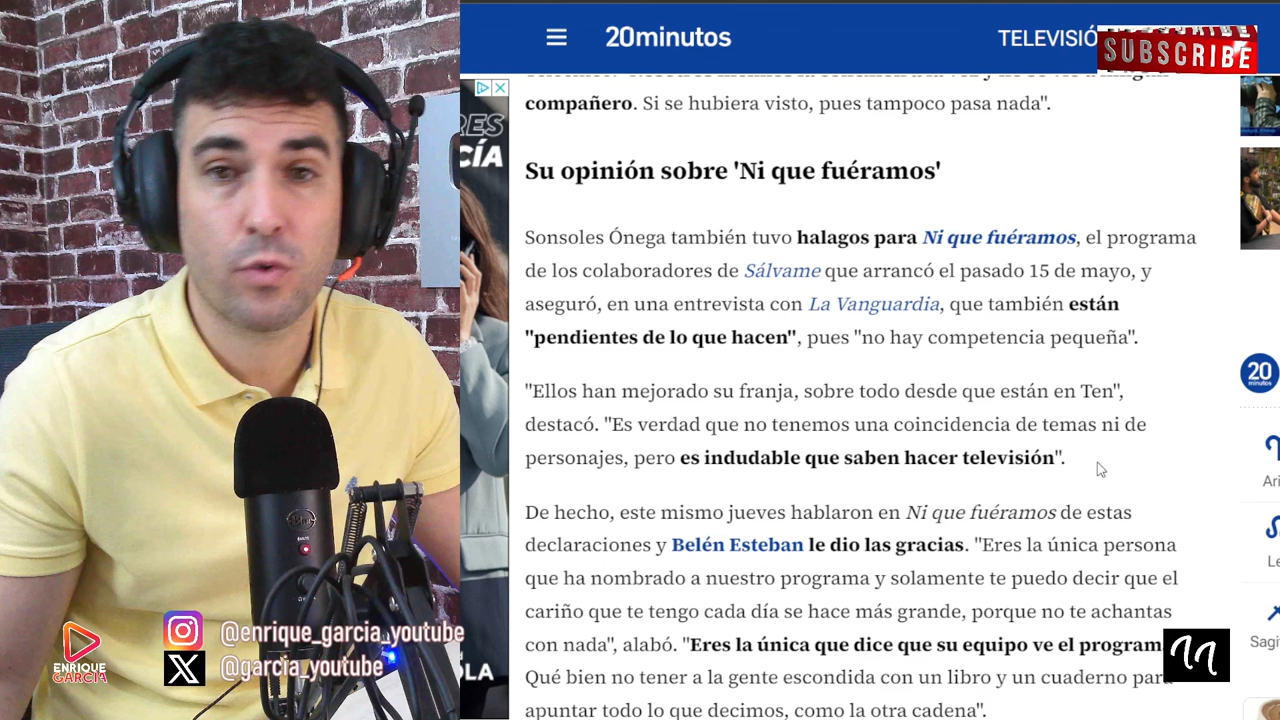 20minutos
TELEVISIÓ
SUBSCRIBE
compañero. Si se hubiera visto, pues tampoco pasa nada".
Su opinión sobre 'Ni que fuéramos'
Sonsoles Ónega también tuvo halagos para Ni que fuéramos, el programa
de los colaboradores de Sálvame que arrancó el pasado 15 de mayo, y
aseguró, en una entrevista con La Vanguardia, que también están
"pendientes de lo que hacen", pues "no hay competencia pequeña".
"Ellos han mejorado su franja, sobre todo desde que están en Ten",
destacó. "Es verdad que no tenemos una coincidencia de temas ni de
personajes, pero es indudable que saben hacer televisión".
De hecho, este mismo jueves hablaron en Ni que fuéramos de estas
declaraciones y Belén Esteban le dio las gracias. "Eres la única persona
que ha nombrado a nuestro programa y solamente te puedo decir que el
cariño que te tengo cada día se hace más grande, porque no te achantas
con nada", alabó. "Eres la única que dice que su equipo ve el program
Qué bien no tener a la gente escondida con un libro y un cuaderno para
apuntar todo lo que decimos, como la otra cadena".
RES
CÍA
OLA
20
minutos
Ari
Le
Sagi
ENRIQUE
GARCIA
@enrique_garcia_youtube
@garcia_youtube